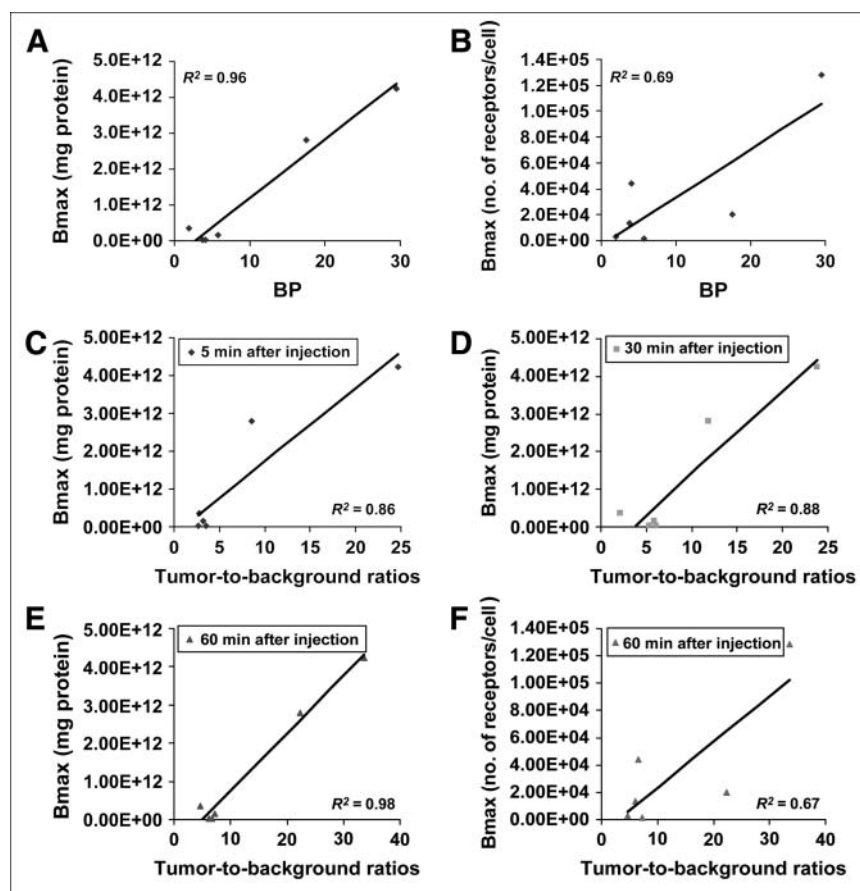 A
B
Bmax (mg protein)
5.0E+12
4.0E+12
3.0E+12
2.0E+12
1.0E+12
0.0E+00
R² = 0.96
0
10
20
30
BP
Bmax (no. of receptors/cell)
1.4E+05
1.2E+05
1.0E+05
8.0E+04
6.0E+04
4.0E+04
2.0E+04
0.0E+00
R² = 0.69
0
10
20
30
BP
C
D
Bmax (mg protein)
5.00E+12
4.00E+12
3.00E+12
2.00E+12
1.00E+12
0.00E+00
5 min after injection
R² = 0.86
0
5
10
15
20
25
Tumor-to-background ratios
Bmax (mg protein)
5.00E+12
4.00E+12
3.00E+12
2.00E+12
1.00E+12
0.00E+00
30 min after injection
R² = 0.88
0
5
10
15
20
25
Tumor-to-background ratios
E
F
Bmax (mg protein)
5.00E+12
4.00E+12
3.00E+12
2.00E+12
1.00E+12
0.00E+00
60 min after injection
R² = 0.98
0
10
20
30
40
Tumor-to-background ratios
Bmax (no. of receptors/cell)
1.40E+05
1.20E+05
1.00E+05
8.00E+04
6.00E+04
4.00E+04
2.00E+04
0.00E+00
60 min after injection
R² = 0.67
0
10
20
30
40
Tumor-to-background ratios